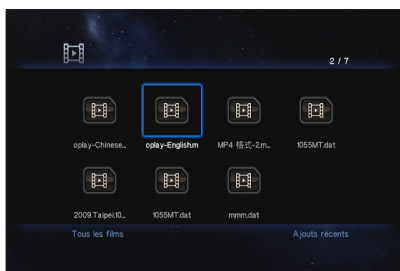 2 / 7
oplay-Chinese... oplay-English.m MP4 格式-2.m... 1055MT.dat
2009.Taipei.10... 1055MT.dat mmm.dat
Tous les films Ajouts récents